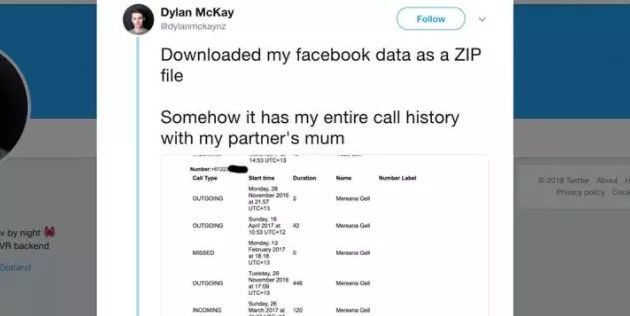 Dylan McKay
@dylanmckaynz
Follow
Downloaded my facebook data as a ZIP
file
Somehow it has my entire call history
with my partner's mum
14:53 UTC+13
Number:+61223
Call Type Start time Duration Name Number Label
OUTGOING Monday, 28 November 2016 at 21:57 UTC+13 2 Mereana Gell
OUTGOING Sunday, 16 April 2017 at 10:53 UTC+12 42 Mereana Gell
MISSED Monday, 13 February 2017 at 18:18 UTC+13 0 Mereana Gell
OUTGOING Tuesday, 29 November 2016 at 17:09 UTC+13 446 Mereana Gell
INCOMING Sunday, 26 March 2017 at 120 Mereana Gell
v by night
VR backend
Zealand
© 2018 Twitter About
Privacy policy